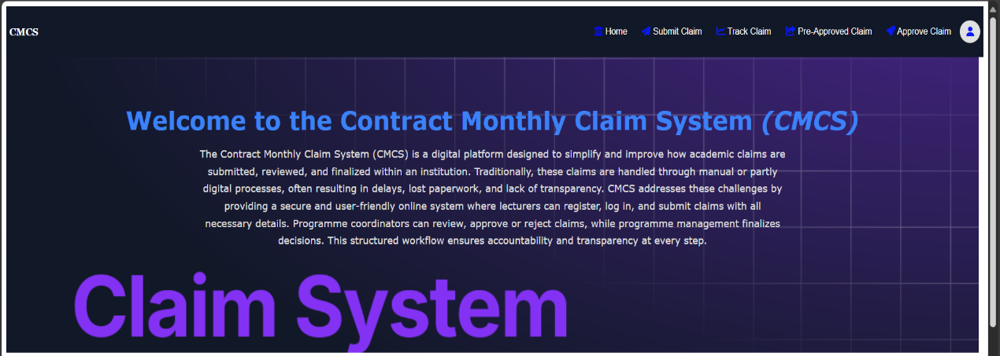 CMCS
Home Submit Claim Track Claim Pre-Approved Claim Approve Claim
Welcome to the Contract Monthly Claim System (CMCS)
The Contract Monthly Claim System (CMCS) is a digital platform designed to simplify and improve how academic claims are
submitted, reviewed, and finalized within an institution. Traditionally, these claims are handled through manual or partly
digital processes, often resulting in delays, lost paperwork, and lack of transparency. CMCS addresses these challenges by
providing a secure and user-friendly online system where lecturers can register, log in, and submit claims with all
necessary details. Programme coordinators can review, approve or reject claims, while programme management finalizes
decisions. This structured workflow ensures accountability and transparency at every step.
Claim System